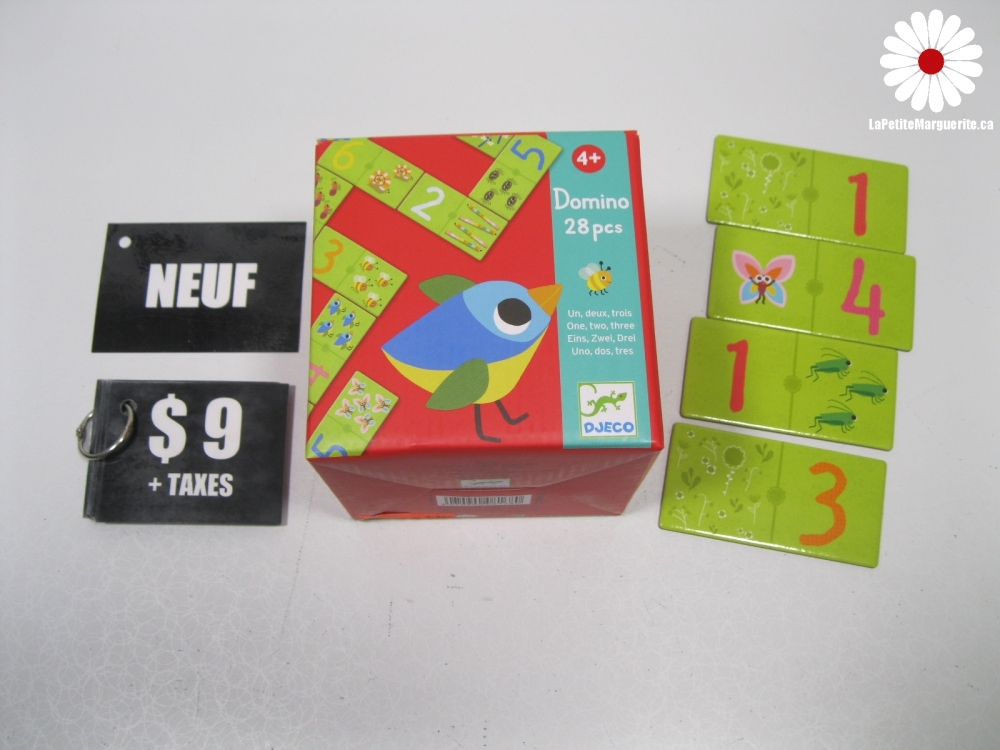 LaPetiteMarguerite.ca
NEUF
$ 9
+ TAXES
4+
Domino
28 pcs
Un, deux, trois
One, two, three
Eins, Zwei, Drei
Uno, dos, tres
DJECO
6
5
2
3
5
1
4
1
3